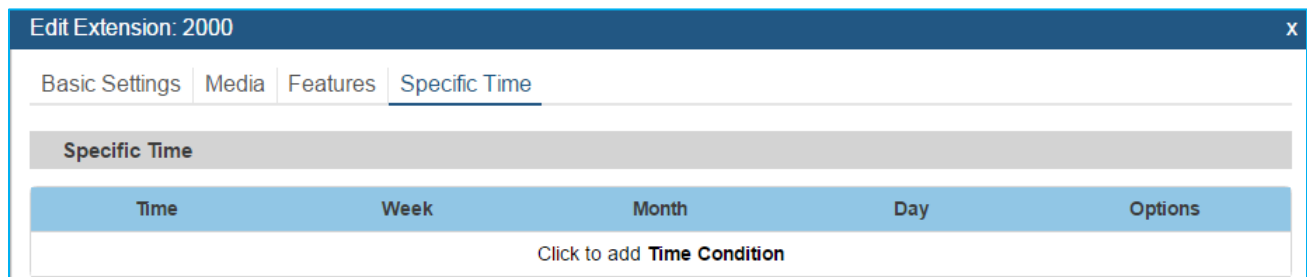 Edit Extension: 2000 X
Basic Settings Media Features Specific Time
Specific Time
Time Week Month Day Options
Click to add Time Condition